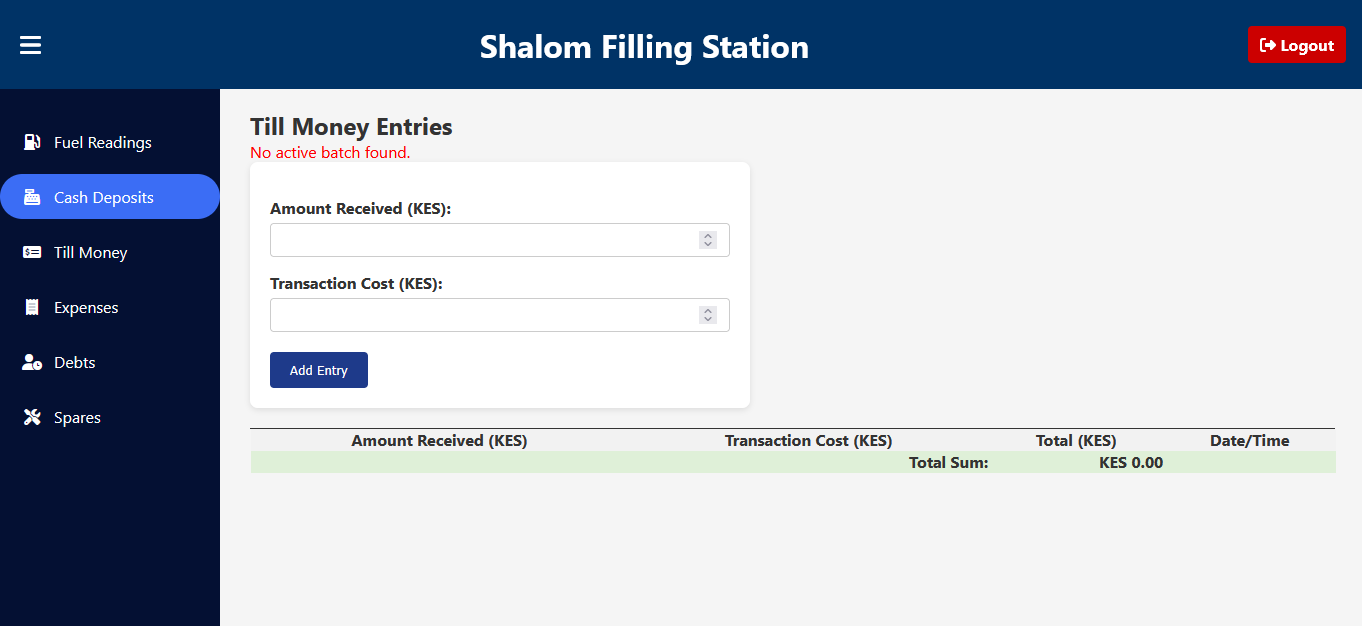 Shalom Filling Station
Logout
Fuel Readings
Cash Deposits
Till Money
Expenses
Debts
Spares
Till Money Entries
No active batch found.
Amount Received (KES):
Transaction Cost (KES):
Add Entry
Amount Received (KES) Transaction Cost (KES) Total (KES) Date/Time
Total Sum: KES 0.00